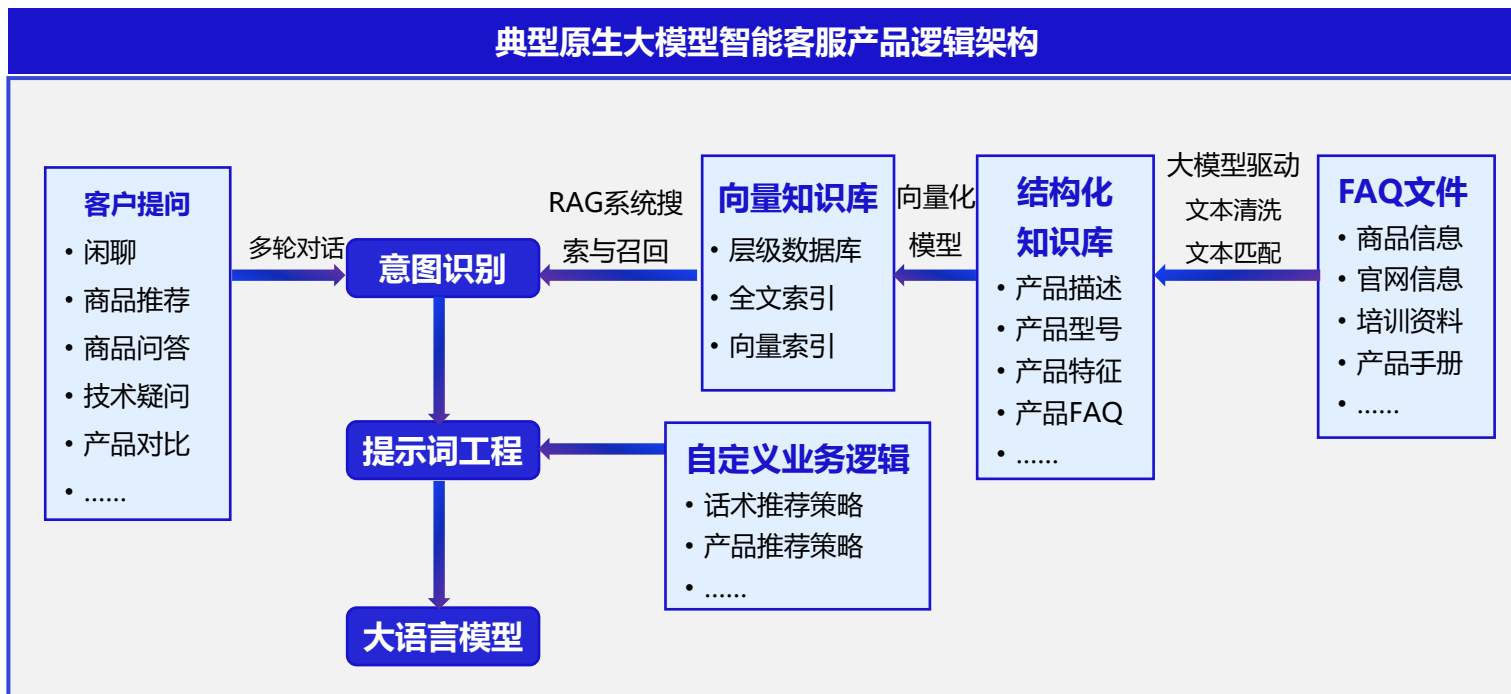 典型原生大模型智能客服产品逻辑架构
客户提问
• 闲聊
• 商品推荐
• 商品问答
• 技术疑问
• 产品对比
• ......
多轮对话
意图识别
提示词工程
大语言模型
RAG系统搜
索与召回
向量知识库
• 层级数据库
• 全文索引
• 向量索引
自定义业务逻辑
• 话术推荐策略
• 产品推荐策略
• ......
向量化
模型
结构化
知识库
• 产品描述
• 产品型号
• 产品特征
• 产品FAQ
• ......
大模型驱动
文本清洗
文本匹配
FAQ文件
• 商品信息
• 官网信息
• 培训资料
• 产品手册
• ......